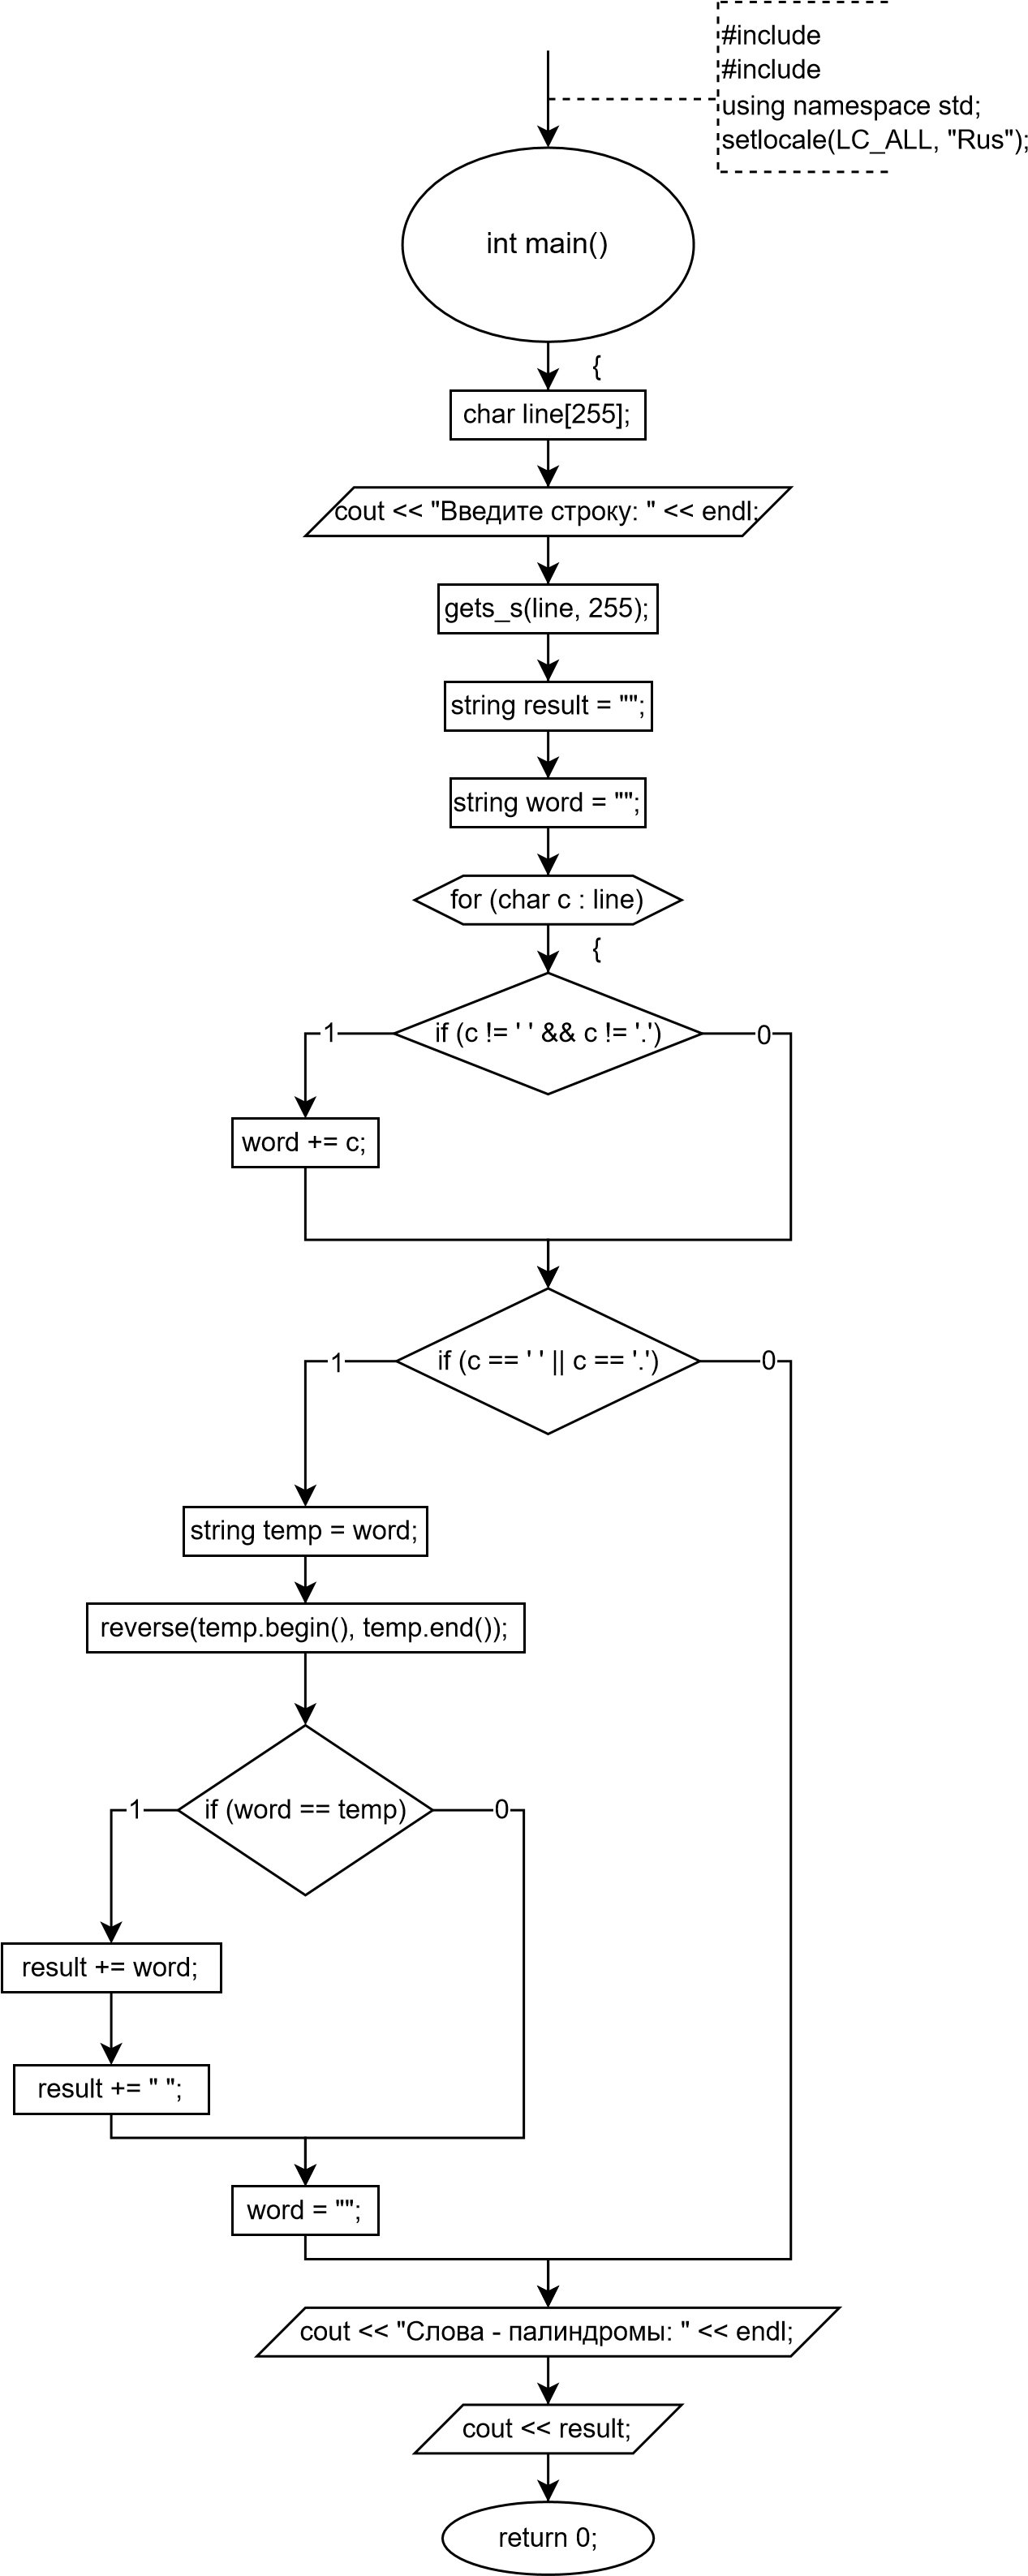 #include
#include
using namespace std;
setlocale(LC_ALL, "Rus");
int main()
{
char line[255];
cout << "Введите строку: " << endl;
gets_s(line, 255);
string result = "";
string word = "";
for (char c : line)
{
if (c != ' ' && c != '.')
1
0
word += c;
if (c == ' ' || c == '.')
1
0
string temp = word;
reverse(temp.begin(), temp.end());
if (word == temp)
1
0
result += word;
result += " ";
word = "";
cout << "Слова - палиндромы: " << endl;
cout << result;
return 0;